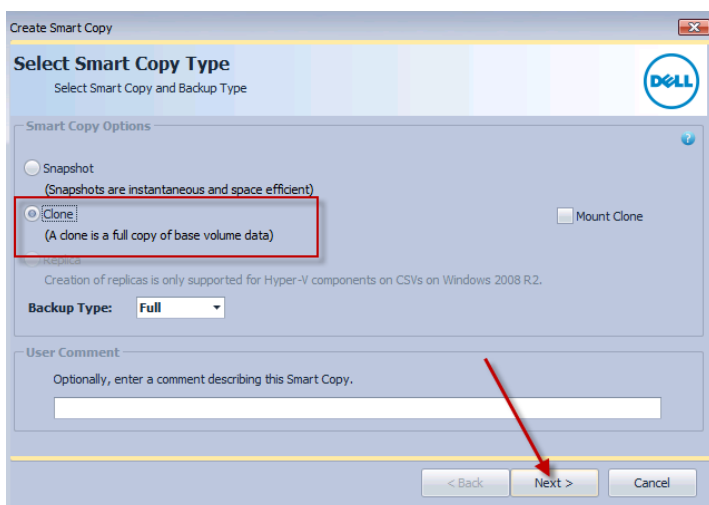 Create Smart Copy
Select Smart Copy Type
Select Smart Copy and Backup Type
DELL
Smart Copy Options
Snapshot
(Snapshots are instantaneous and space efficient)
Clone
Mount Clone
(A clone is a full copy of base volume data)
Replica
Creation of replicas is only supported for Hyper-V components on CSVs on Windows 2008 R2.
Backup Type: Full
User Comment
Optionally, enter a comment describing this Smart Copy.
< Back Next > Cancel